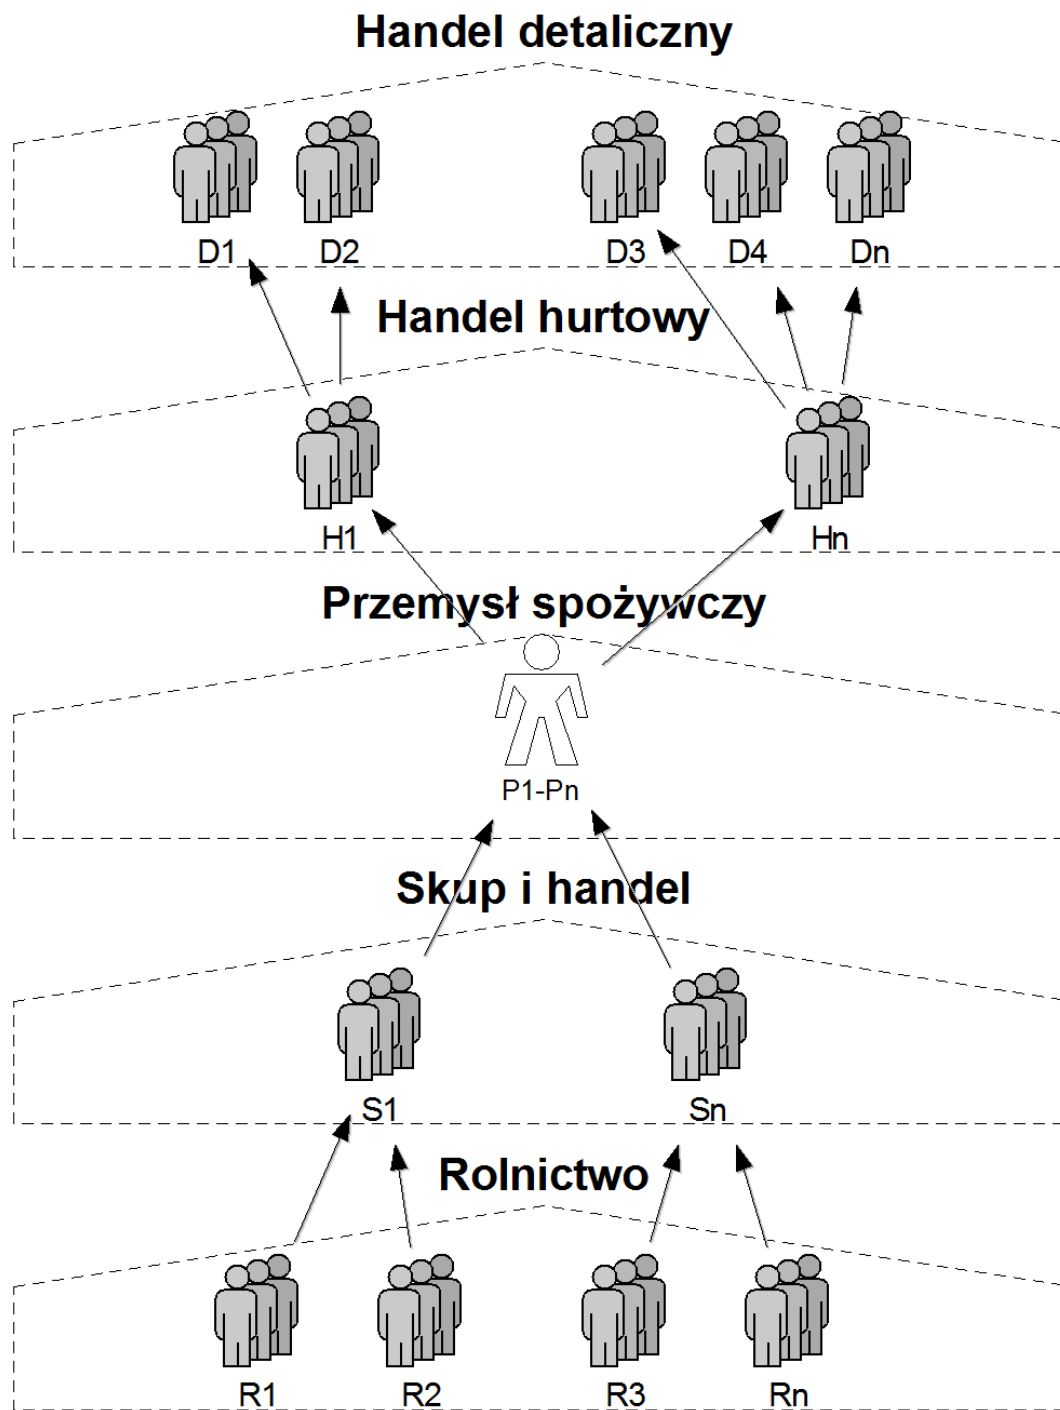 Handel detaliczny
D1 D2 D3 D4 Dn
Handel hurtowy
H1 Hn
Przemysł spożywczy
P1-Pn
Skup i handel
S1 Sn
Rolnictwo
R1 R2 R3 Rn